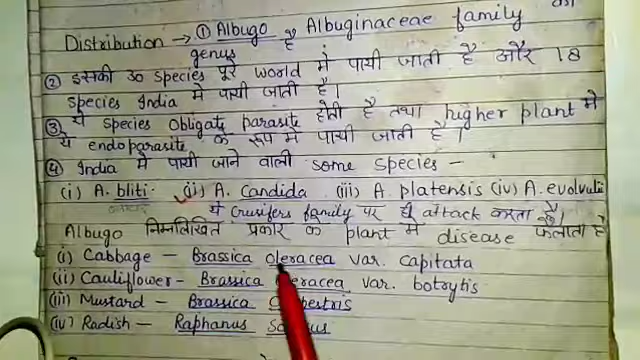 Distribution → ① Albugo है Albuginaceae family का
genus
② इसकी 30 species पूरे world में पायी जाती है और 18
species India में पायी जाती है।
③ ये species Obligate parasite होती है तथा higher plant में
ये endoparasite के रूप में पायी जाती है।
④ India में पायी जाने वाली some species –
(i) A. bliti (ii) A. candida (iii) A. platensis (iv) A. evolvuli
ये Crusifers family पर ही attack करता है।
Albugo निम्नलिखित प्रकार के plant में disease फैलाता है
(i) Cabbage – Brassica oleracea var. capitata
(ii) Cauliflower – Brassica oleracea var. botrytis
(iii) Mustard – Brassica
(iv) Radish – Raphanus